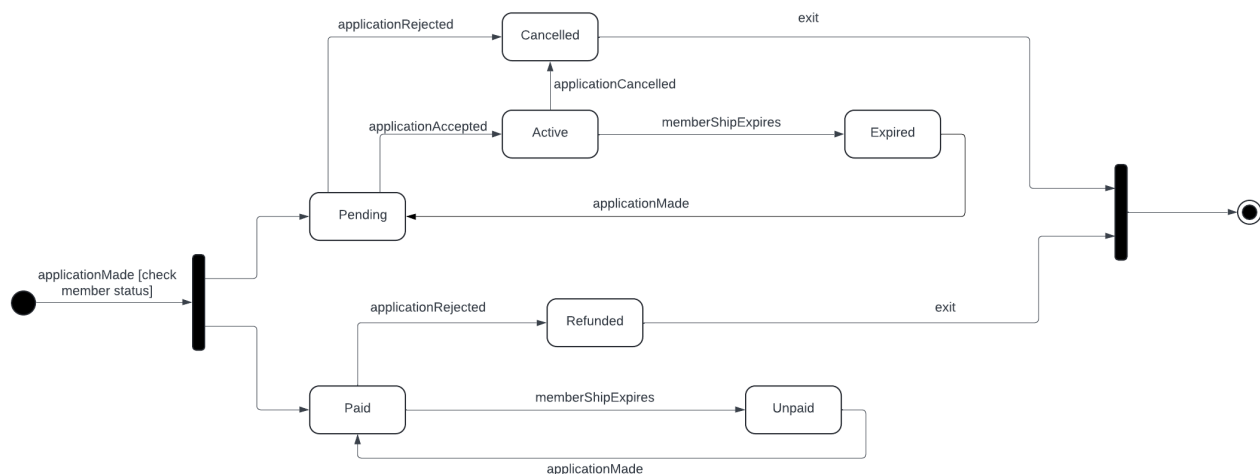 applicationRejected
Cancelled
exit
applicationCancelled
applicationAccepted
Active
memberShipExpires
Expired
Pending
applicationMade
applicationMade [check
member status]
applicationRejected
Refunded
exit
Paid
memberShipExpires
Unpaid
applicationMade